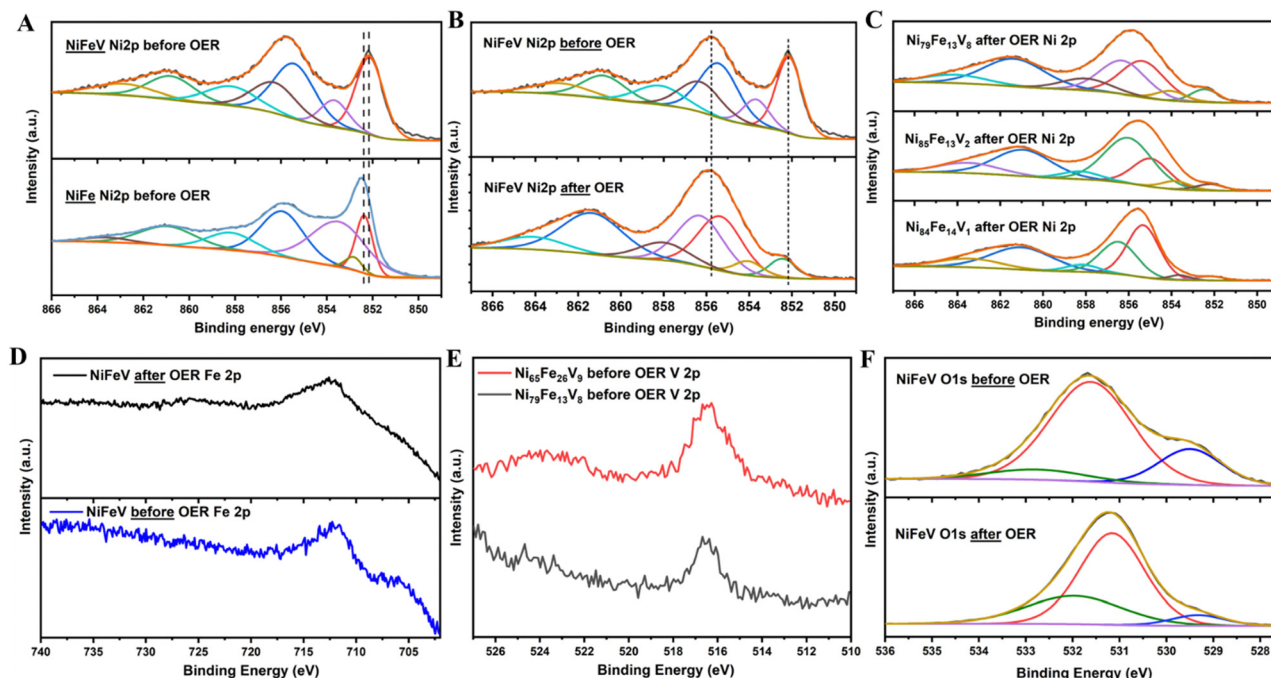 A
NiFeV Ni2p before OER
NiFe Ni2p before OER
Intensity (a.u.)
866 864 862 860 858 856 854 852 850
Binding energy (eV)
B
NiFeV Ni2p before OER
NiFeV Ni2p after OER
Intensity (a.u.)
866 864 862 860 858 856 854 852 850
Binding energy (eV)
C
Ni79Fe13V8 after OER Ni 2p
Ni85Fe13V2 after OER Ni 2p
Ni84Fe14V1 after OER Ni 2p
Intensity (a.u.)
866 864 862 860 858 856 854 852 850
Binding energy (eV)
D
NiFeV after OER Fe 2p
NiFeV before OER Fe 2p
Intensity (a.u.)
740 735 730 725 720 715 710 705
Binding Energy (eV)
E
Ni65Fe26V9 before OER V 2p
Ni79Fe13V8 before OER V 2p
Intensity (a.u.)
526 524 522 520 518 516 514 512 510
Binding Energy (eV)
F
NiFeV O1s before OER
NiFeV O1s after OER
Intensity (a.u.)
536 535 534 533 532 531 530 529 528
Binding Energy (eV)